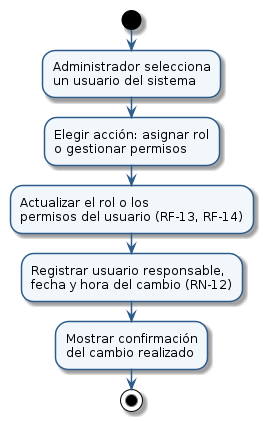 Administrador selecciona
un usuario del sistema
Elegir acción: asignar rol
o gestionar permisos
Actualizar el rol o los
permisos del usuario (RF-13, RF-14)
Registrar usuario responsable,
fecha y hora del cambio (RN-12)
Mostrar confirmación
del cambio realizado